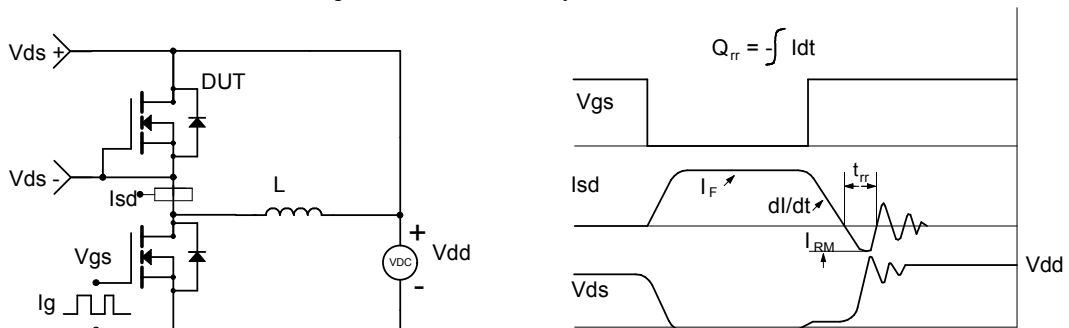 Vds +
DUT
Vds -
Isd
L
Vgs
+
VDC
Vdd
-
Ig
Qrr = -∫ Idt
Vgs
Isd
IF
dI/dt
trr
IRM
Vds
Vdd